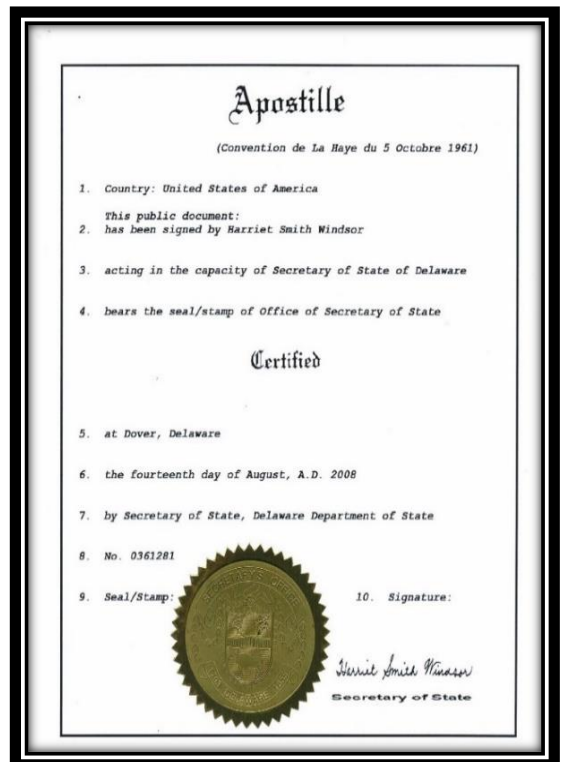 Apostille
(Convention de La Haye du 5 Octobre 1961)
1. Country: United States of America
This public document:
2. has been signed by Harriet Smith Windsor
3. acting in the capacity of Secretary of State of Delaware
4. bears the seal/stamp of Office of Secretary of State
Certified
5. at Dover, Delaware
6. the fourteenth day of August, A.D. 2008
7. by Secretary of State, Delaware Department of State
8. No. 0361281
9. Seal/Stamp:
10. Signature:
SECRETARY'S OFFICE
Harriet Smith Windsor
Secretary of State